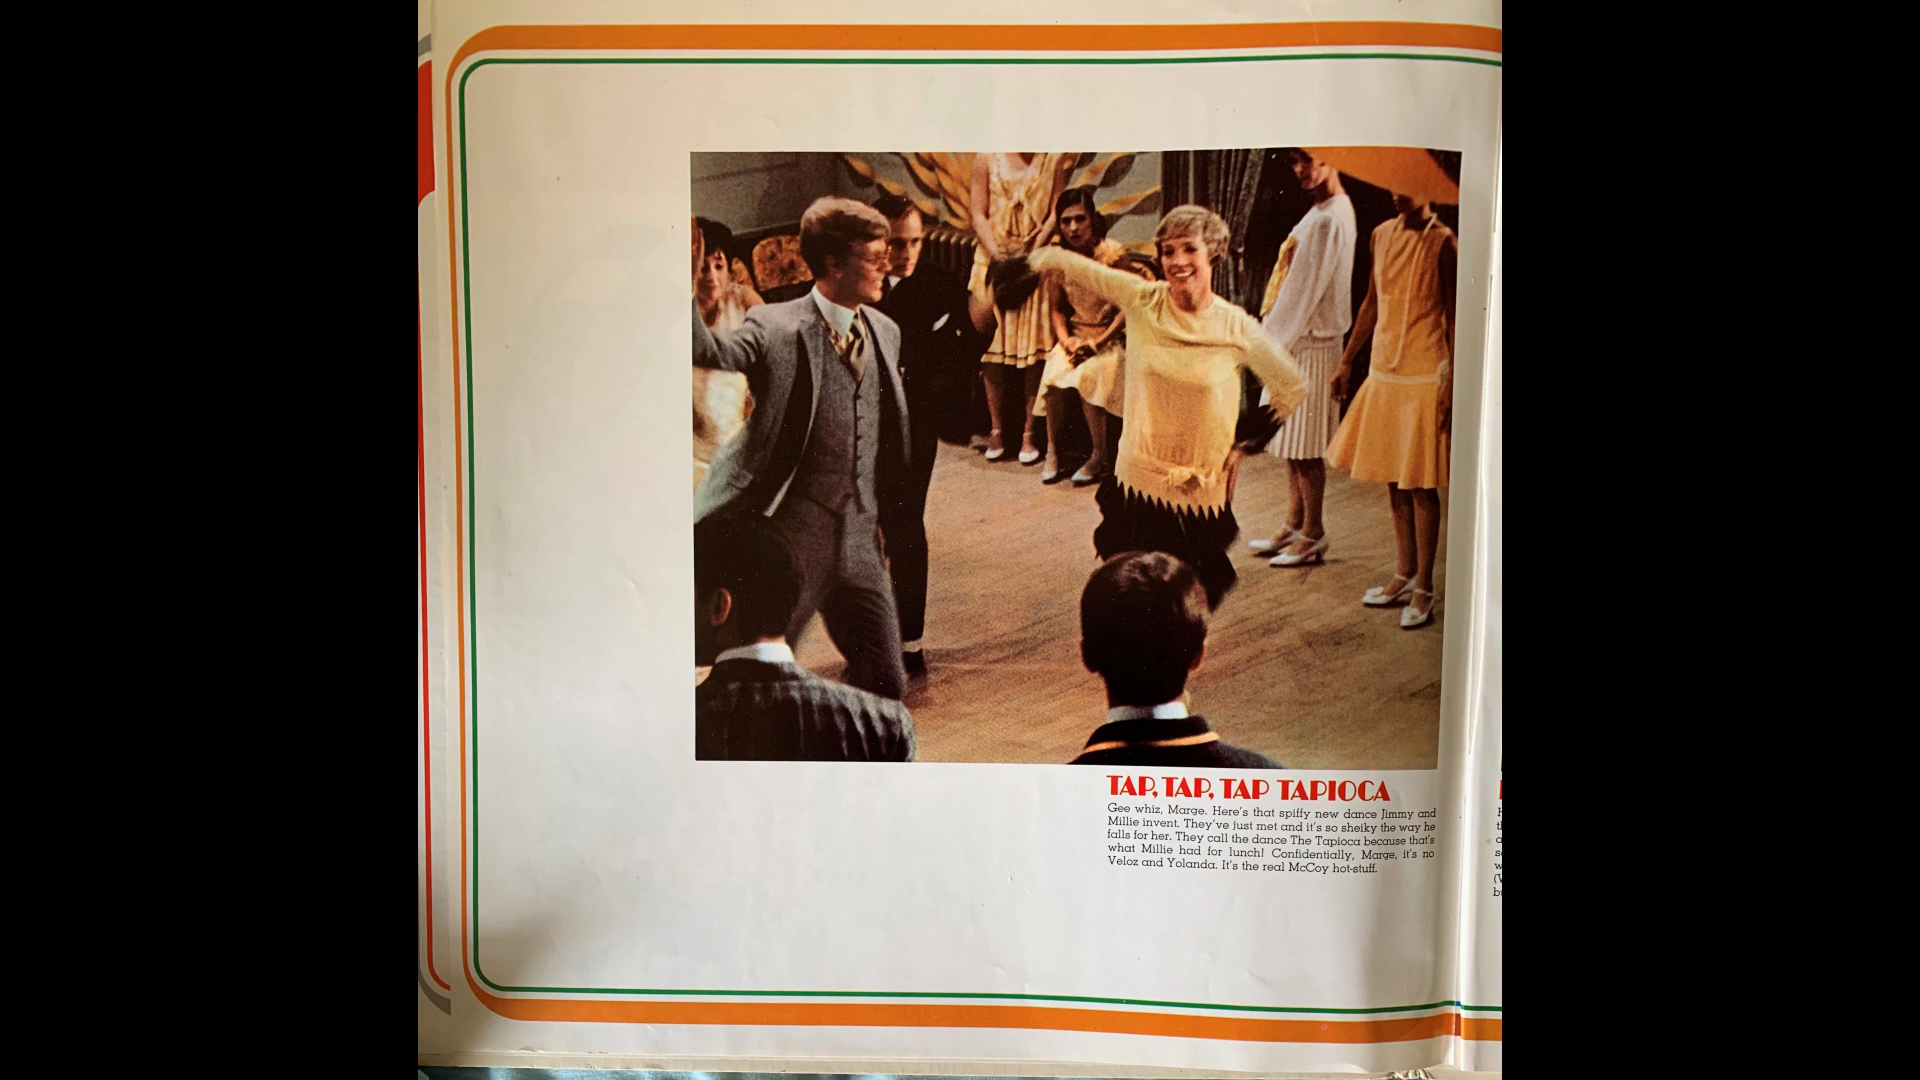 TAP, TAP, TAP TAPIOCA
Gee whiz, Marge. Here's that spiffy new dance Jimmy and
Millie invent. They've just met and it's so sheiky the way he
falls for her. They call the dance The Tapioca because that's
what Millie had for lunch! Confidentially, Marge, it's no
Veloz and Yolanda. It's the real McCoy hot-stuff.